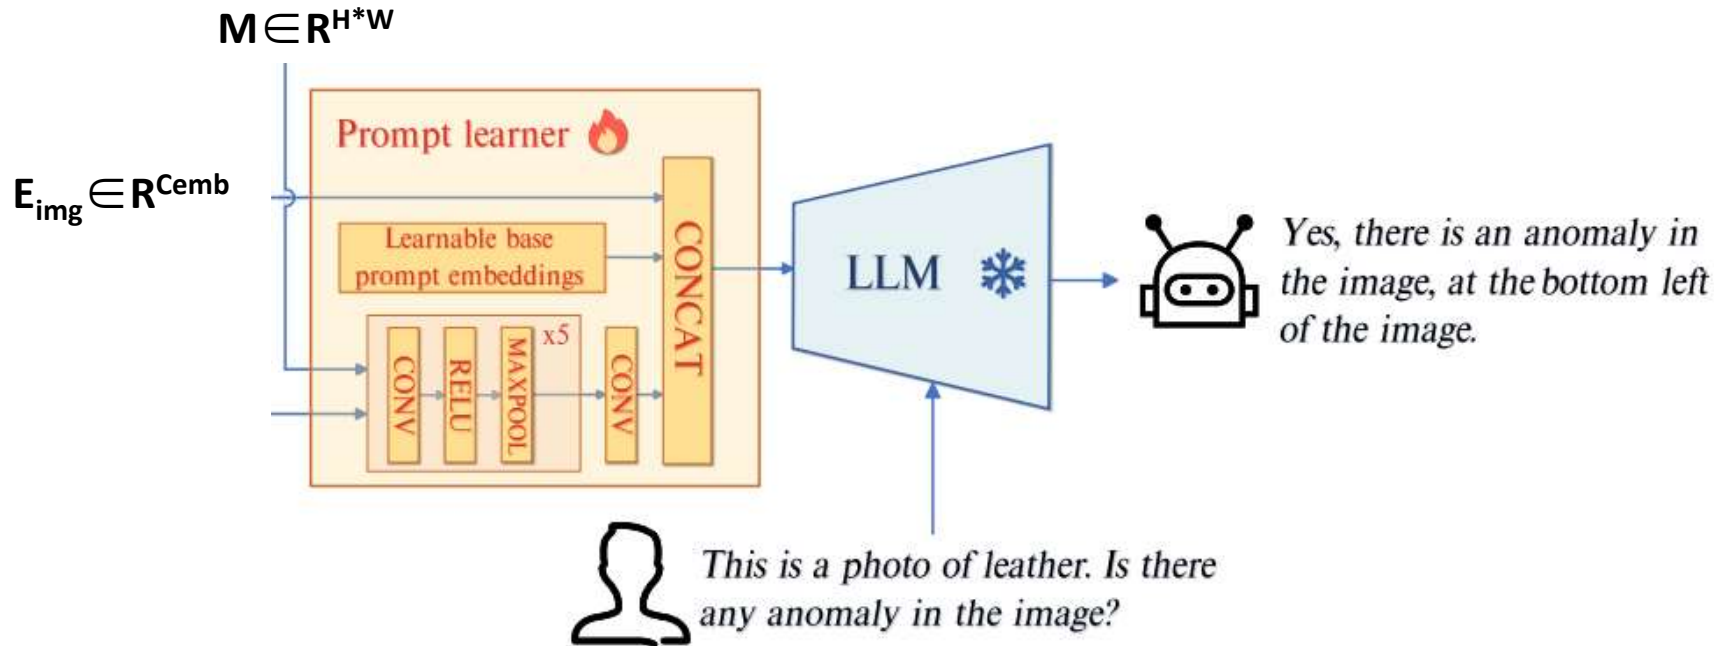 M∈R^H*W
Prompt learner
E_img∈R^Cemb
Learnable base
prompt embeddings
CONCAT
x5
CONV
RELU
MAXPOOL
CONV
LLM
Yes, there is an anomaly in
the image, at the bottom left
of the image.
This is a photo of leather. Is there
any anomaly in the image?